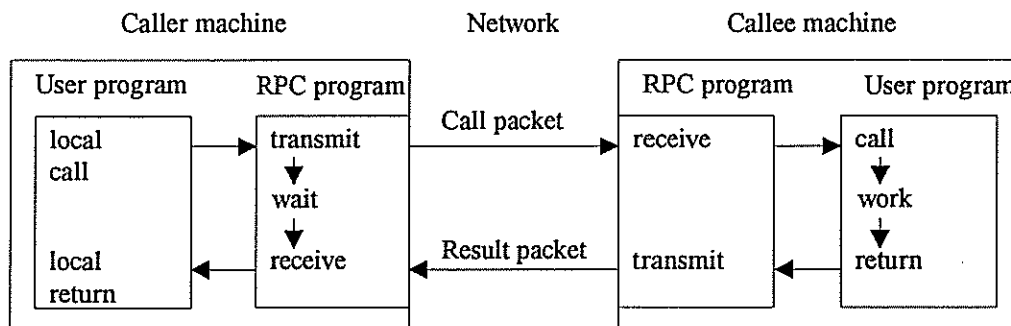 Caller machine
Network
Callee machine
User program
RPC program
RPC program
User program
Call packet
local
call
transmit
wait
receive
local
return
Result packet
receive
transmit
call
work
return